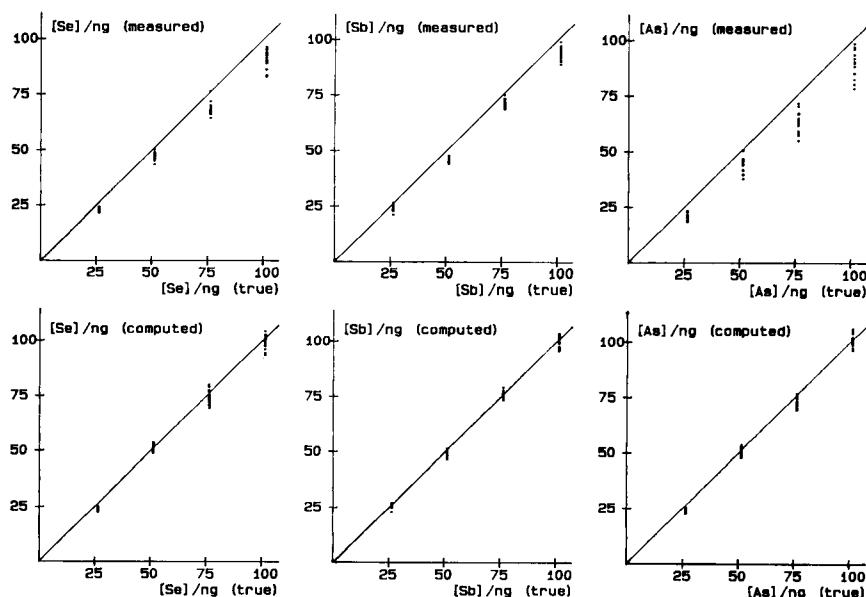 [Se]/ng (measured)
100
75
50
25
25 50 75 100
[Se]/ng (true)
[Sb]/ng (measured)
100
75
50
25
25 50 75 100
[Sb]/ng (true)
[As]/ng (measured)
100
75
50
25
25 50 75 100
[As]/ng (true)
[Se]/ng (computed)
100
75
50
25
25 50 75 100
[Se]/ng (true)
[Sb]/ng (computed)
100
75
50
25
25 50 75 100
[Sb]/ng (true)
[As]/ng (computed)
100
75
50
25
25 50 75 100
[As]/ng (true)